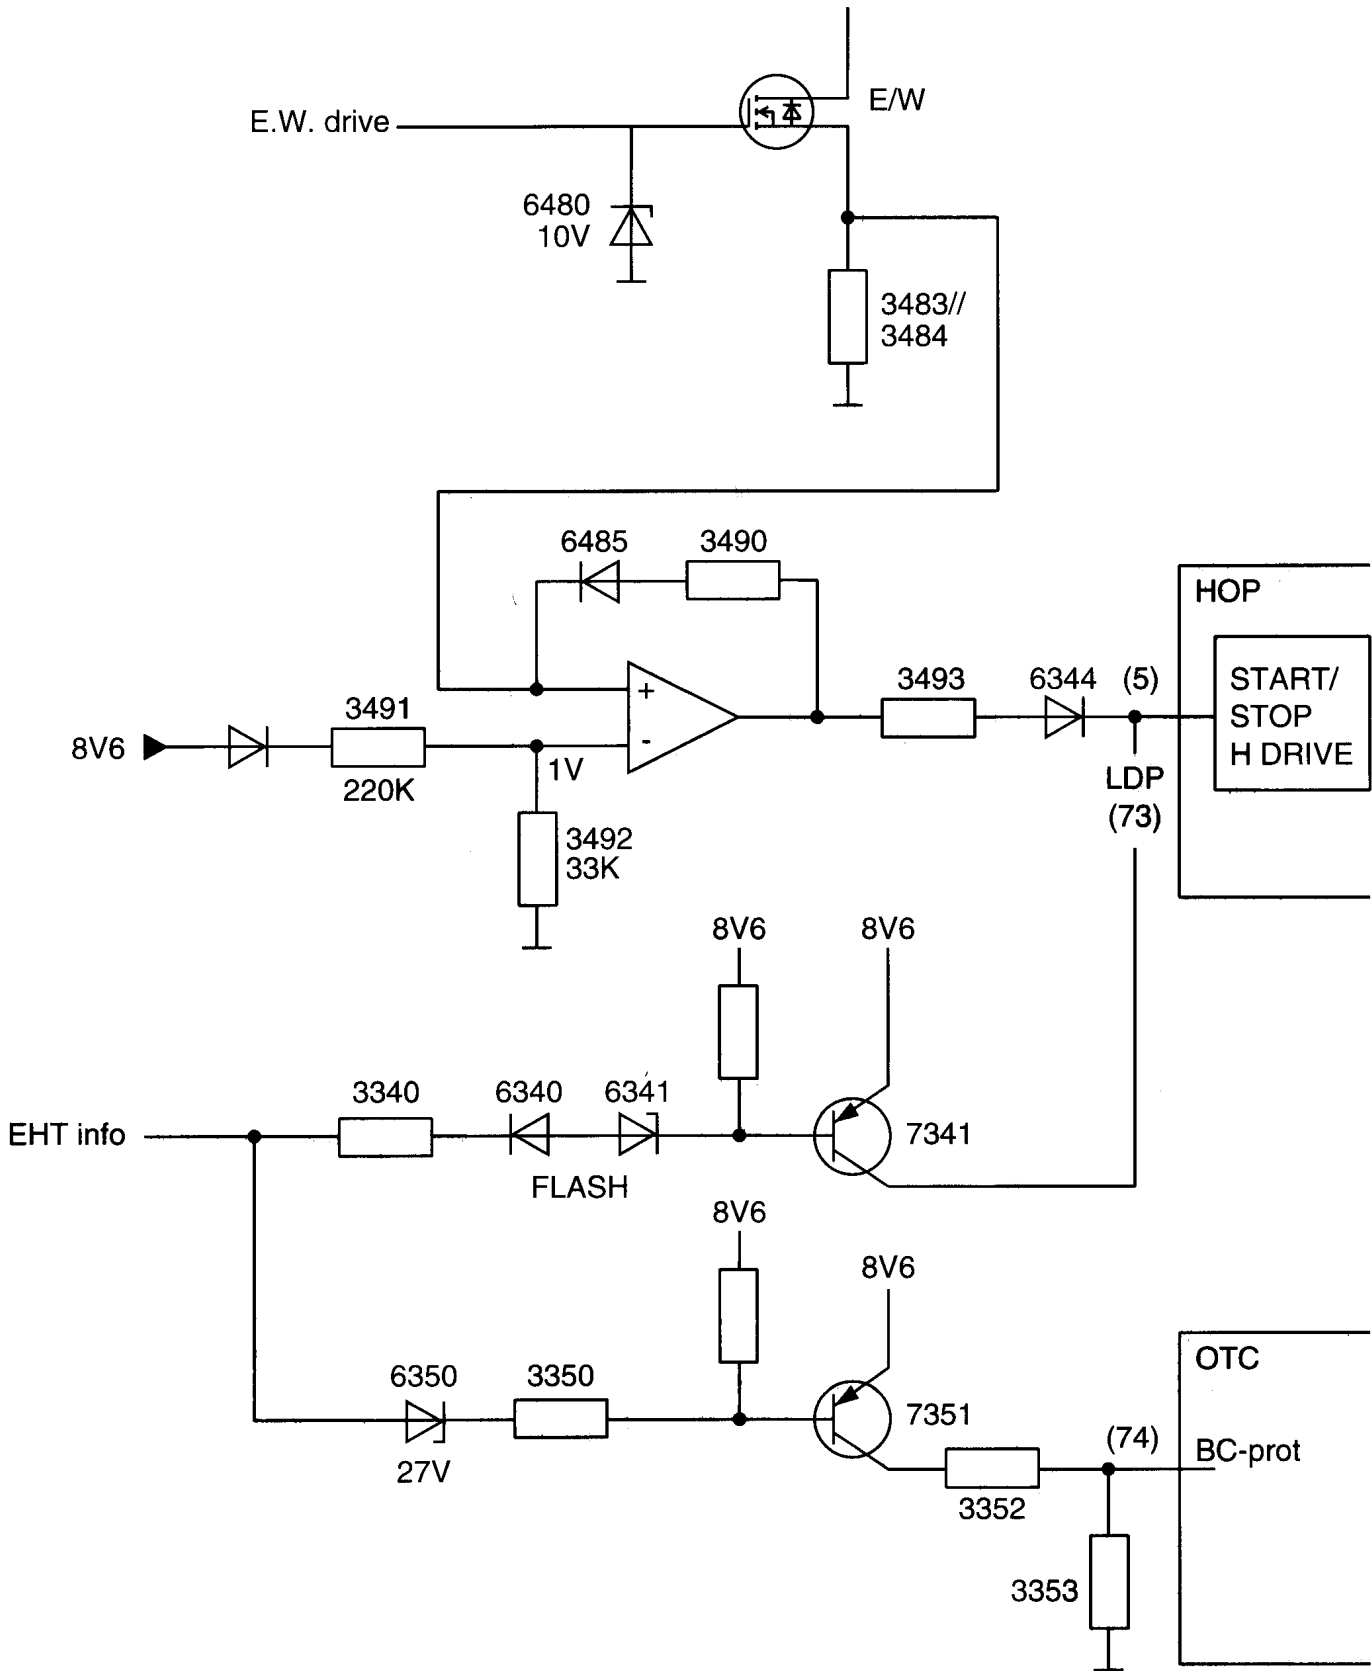 E/W
E.W. drive
6480
10V
3483//
3484
6485
3490
HOP
START/
STOP
H DRIVE
3493
6344
(5)
3491
8V6
220K
+
-
1V
LDP
(73)
3492
33K
8V6
8V6
3340
6340
6341
EHT info
7341
FLASH
8V6
8V6
OTC
6350
3350
7351
(74)
BC-prot
27V
3352
3353